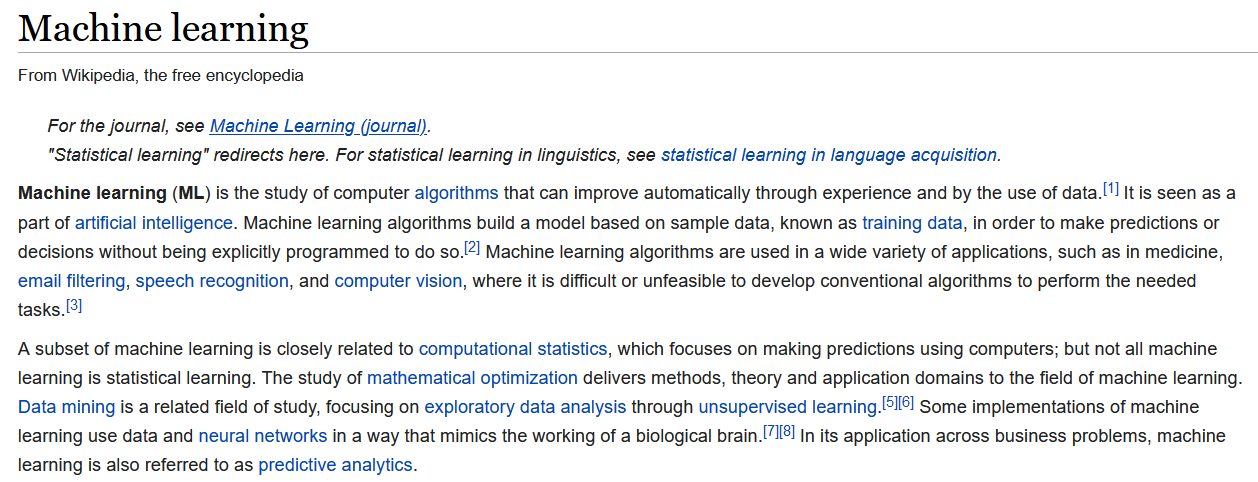 Machine learning
From Wikipedia, the free encyclopedia
For the journal, see Machine Learning (journal).
"Statistical learning" redirects here. For statistical learning in linguistics, see statistical learning in language acquisition.
Machine learning (ML) is the study of computer algorithms that can improve automatically through experience and by the use of data.[1] It is seen as a
part of artificial intelligence. Machine learning algorithms build a model based on sample data, known as training data, in order to make predictions or
decisions without being explicitly programmed to do so.[2] Machine learning algorithms are used in a wide variety of applications, such as in medicine,
email filtering, speech recognition, and computer vision, where it is difficult or unfeasible to develop conventional algorithms to perform the needed
tasks.[3]
A subset of machine learning is closely related to computational statistics, which focuses on making predictions using computers; but not all machine
learning is statistical learning. The study of mathematical optimization delivers methods, theory and application domains to the field of machine learning.
Data mining is a related field of study, focusing on exploratory data analysis through unsupervised learning.[5][6] Some implementations of machine
learning use data and neural networks in a way that mimics the working of a biological brain.[7][8] In its application across business problems, machine
learning is also referred to as predictive analytics.